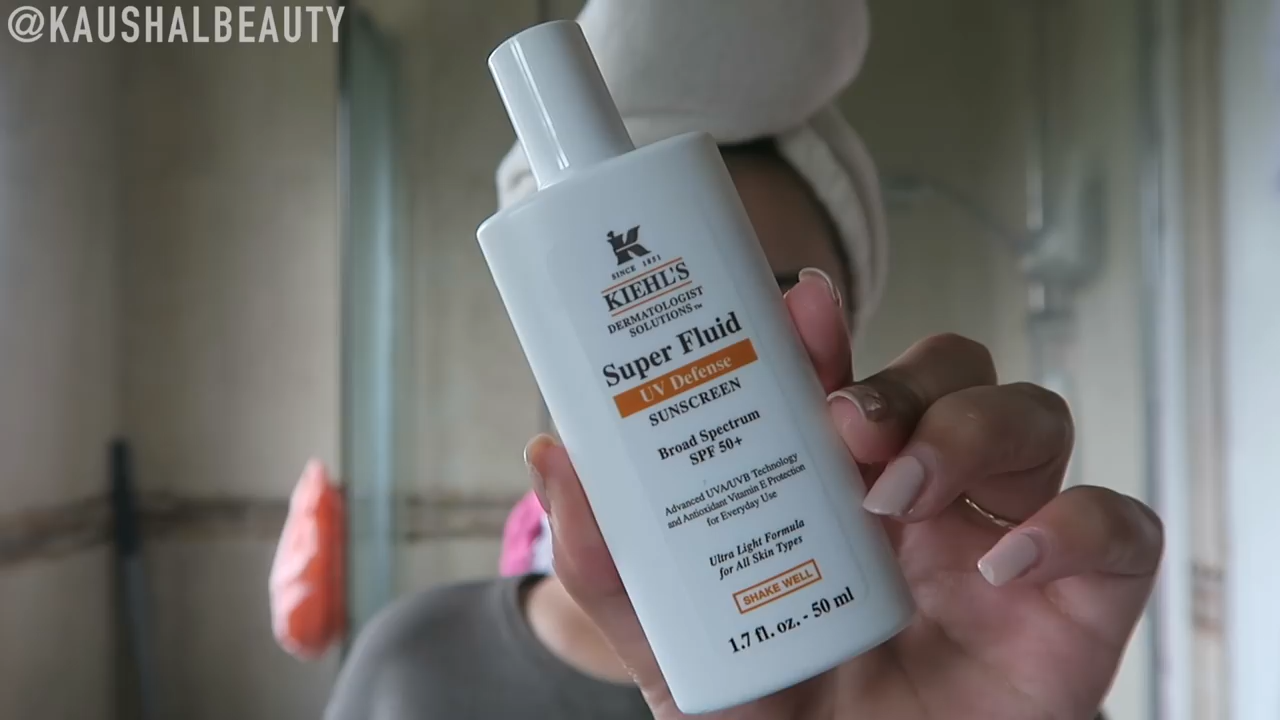 @KAUSHALBEAUTY
K
SINCE 1851
KIEHL'S
DERMATOLOGIST
SOLUTIONS™
Super Fluid
UV Defense
SUNSCREEN
Broad Spectrum
SPF 50+
Advanced UVA/UVB Technology
and Antioxidant Vitamin E Protection
for Everyday Use
Ultra Light Formula
for All Skin Types
SHAKE WELL
1.7 fl. oz. - 50 ml